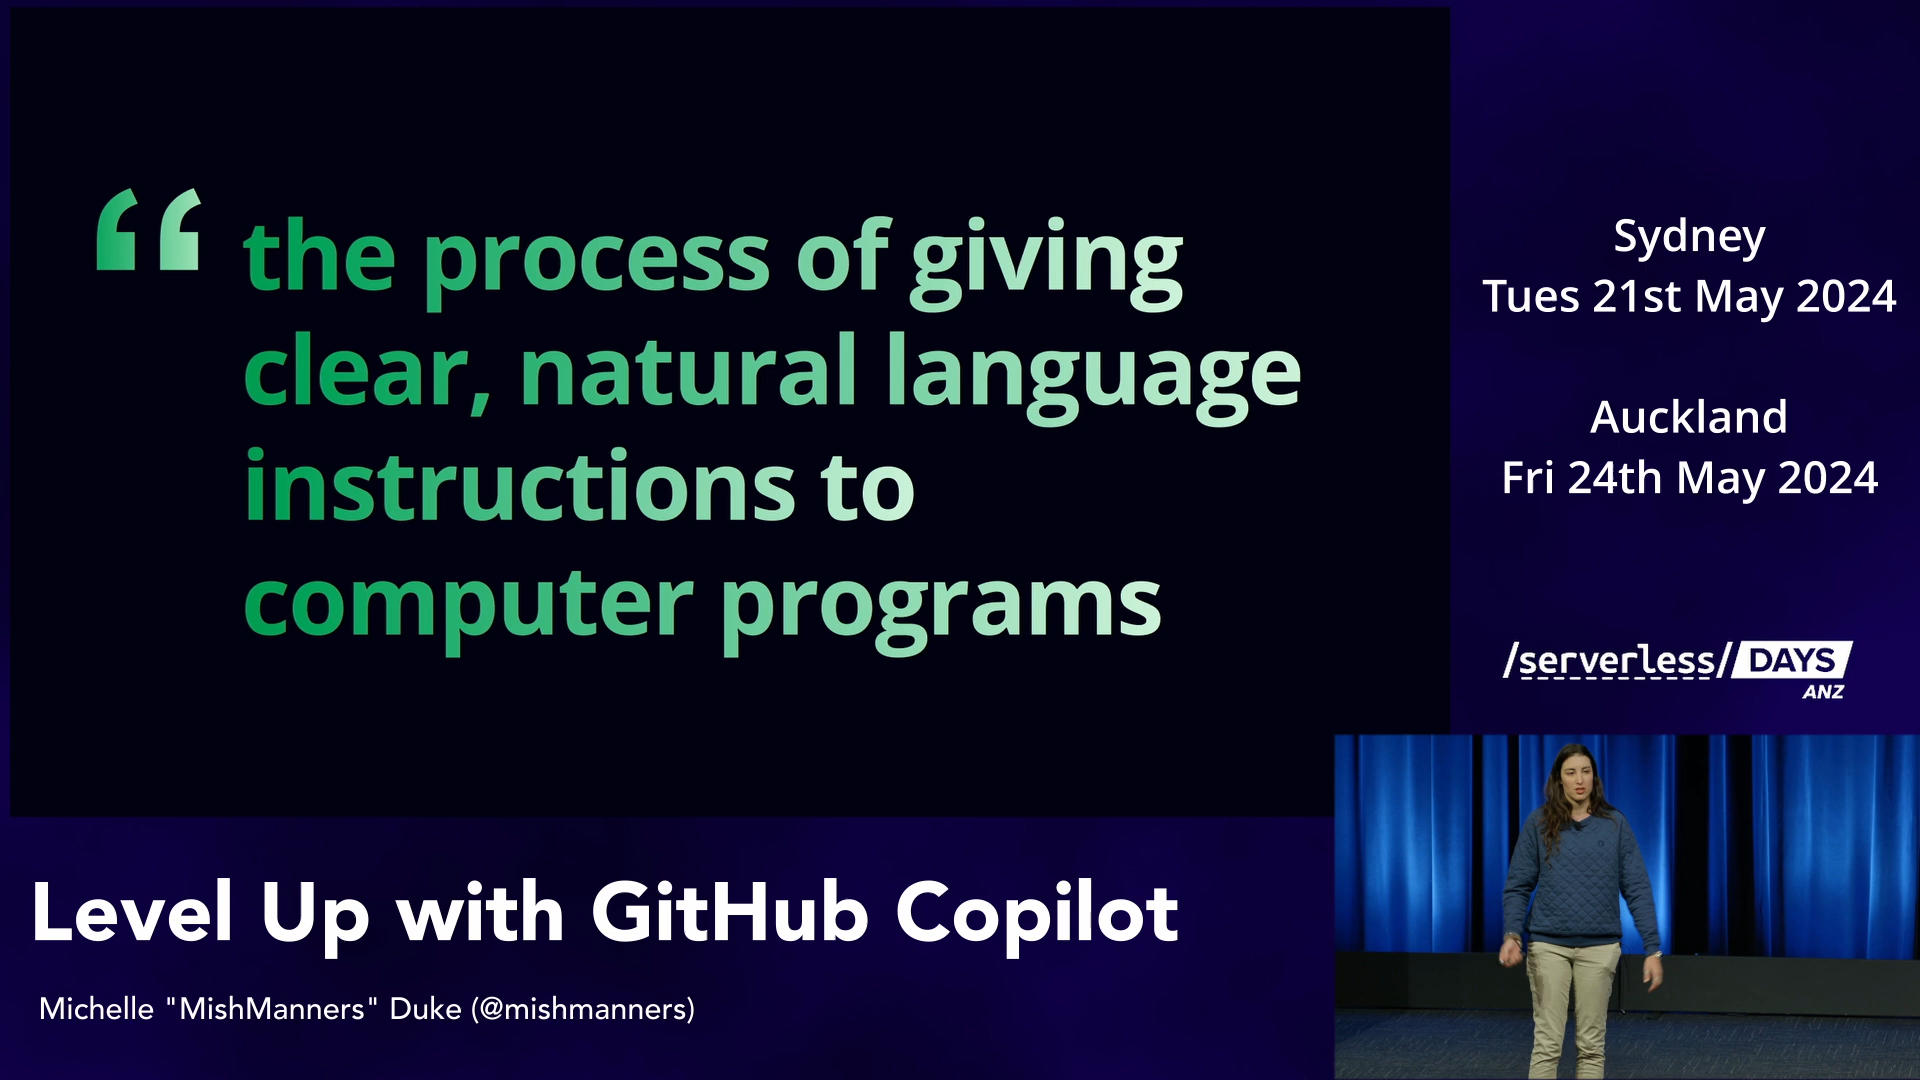 “ the process of giving
clear, natural language
instructions to
computer programs
Sydney
Tues 21st May 2024
Auckland
Fri 24th May 2024
/serverless/ DAYS
ANZ
Level Up with GitHub Copilot
Michelle "MishManners" Duke (@mishmanners)